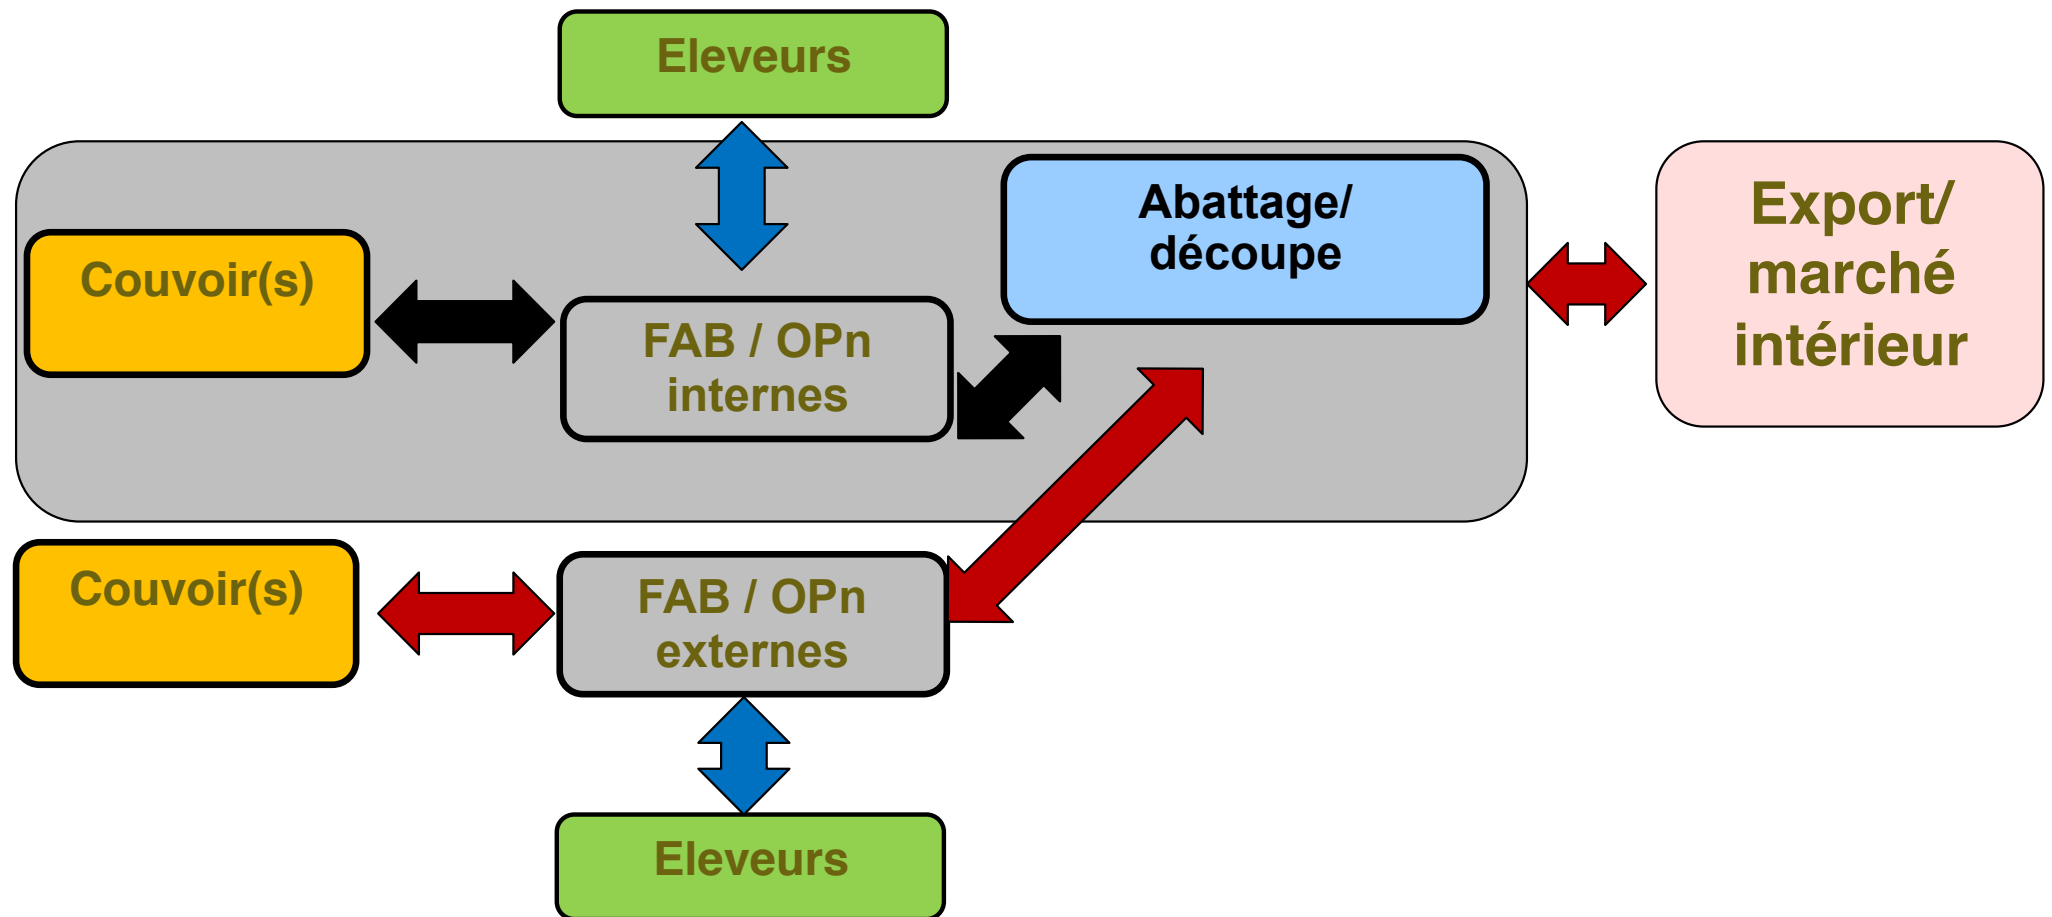 Eleveurs
Couvoir(s)
FAB / OPn
internes
Abattage/
découpe
Export/
marché
intérieur
Couvoir(s)
FAB / OPn
externes
Eleveurs